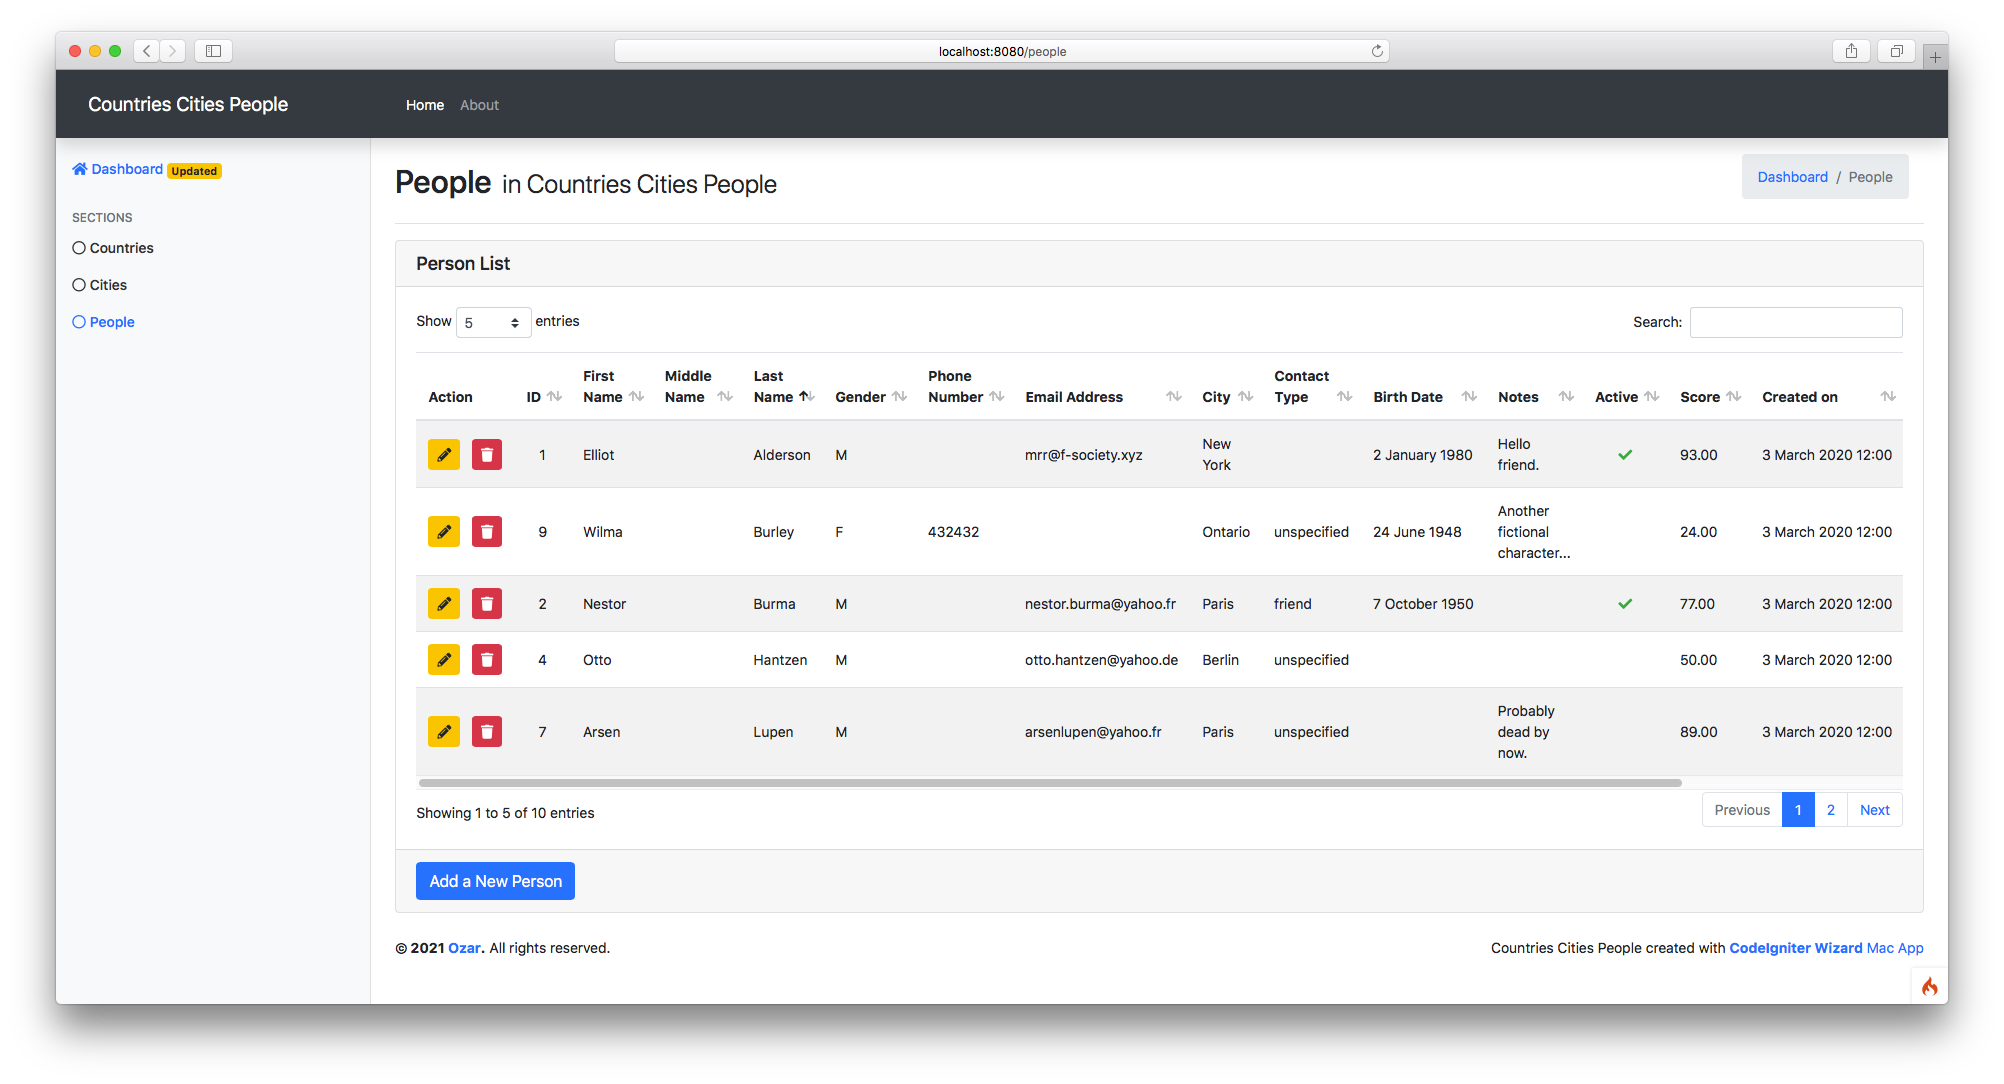 localhost:8080/people
Countries Cities People
Home About
Dashboard Updated
SECTIONS
Countries
Cities
People
People in Countries Cities People
Dashboard / People
Person List
Show 5 entries
Search:
Action ID First Name Middle Name Last Name Gender Phone Number Email Address City Contact Type Birth Date Notes Active Score Created on
1 Elliot Alderson M mrr@f-society.xyz New York 2 January 1980 Hello friend. 93.00 3 March 2020 12:00
9 Wilma Burley F 432432 Ontario unspecified 24 June 1948 Another fictional character... 24.00 3 March 2020 12:00
2 Nestor Burma M nestor.burma@yahoo.fr Paris friend 7 October 1950 77.00 3 March 2020 12:00
4 Otto Hantzen M otto.hantzen@yahoo.de Berlin unspecified 50.00 3 March 2020 12:00
7 Arsen Lupen M arsenlupen@yahoo.fr Paris unspecified Probably dead by now. 89.00 3 March 2020 12:00
Showing 1 to 5 of 10 entries
Previous 1 2 Next
Add a New Person
© 2021 Ozar. All rights reserved.
Countries Cities People created with CodeIgniter Wizard Mac App